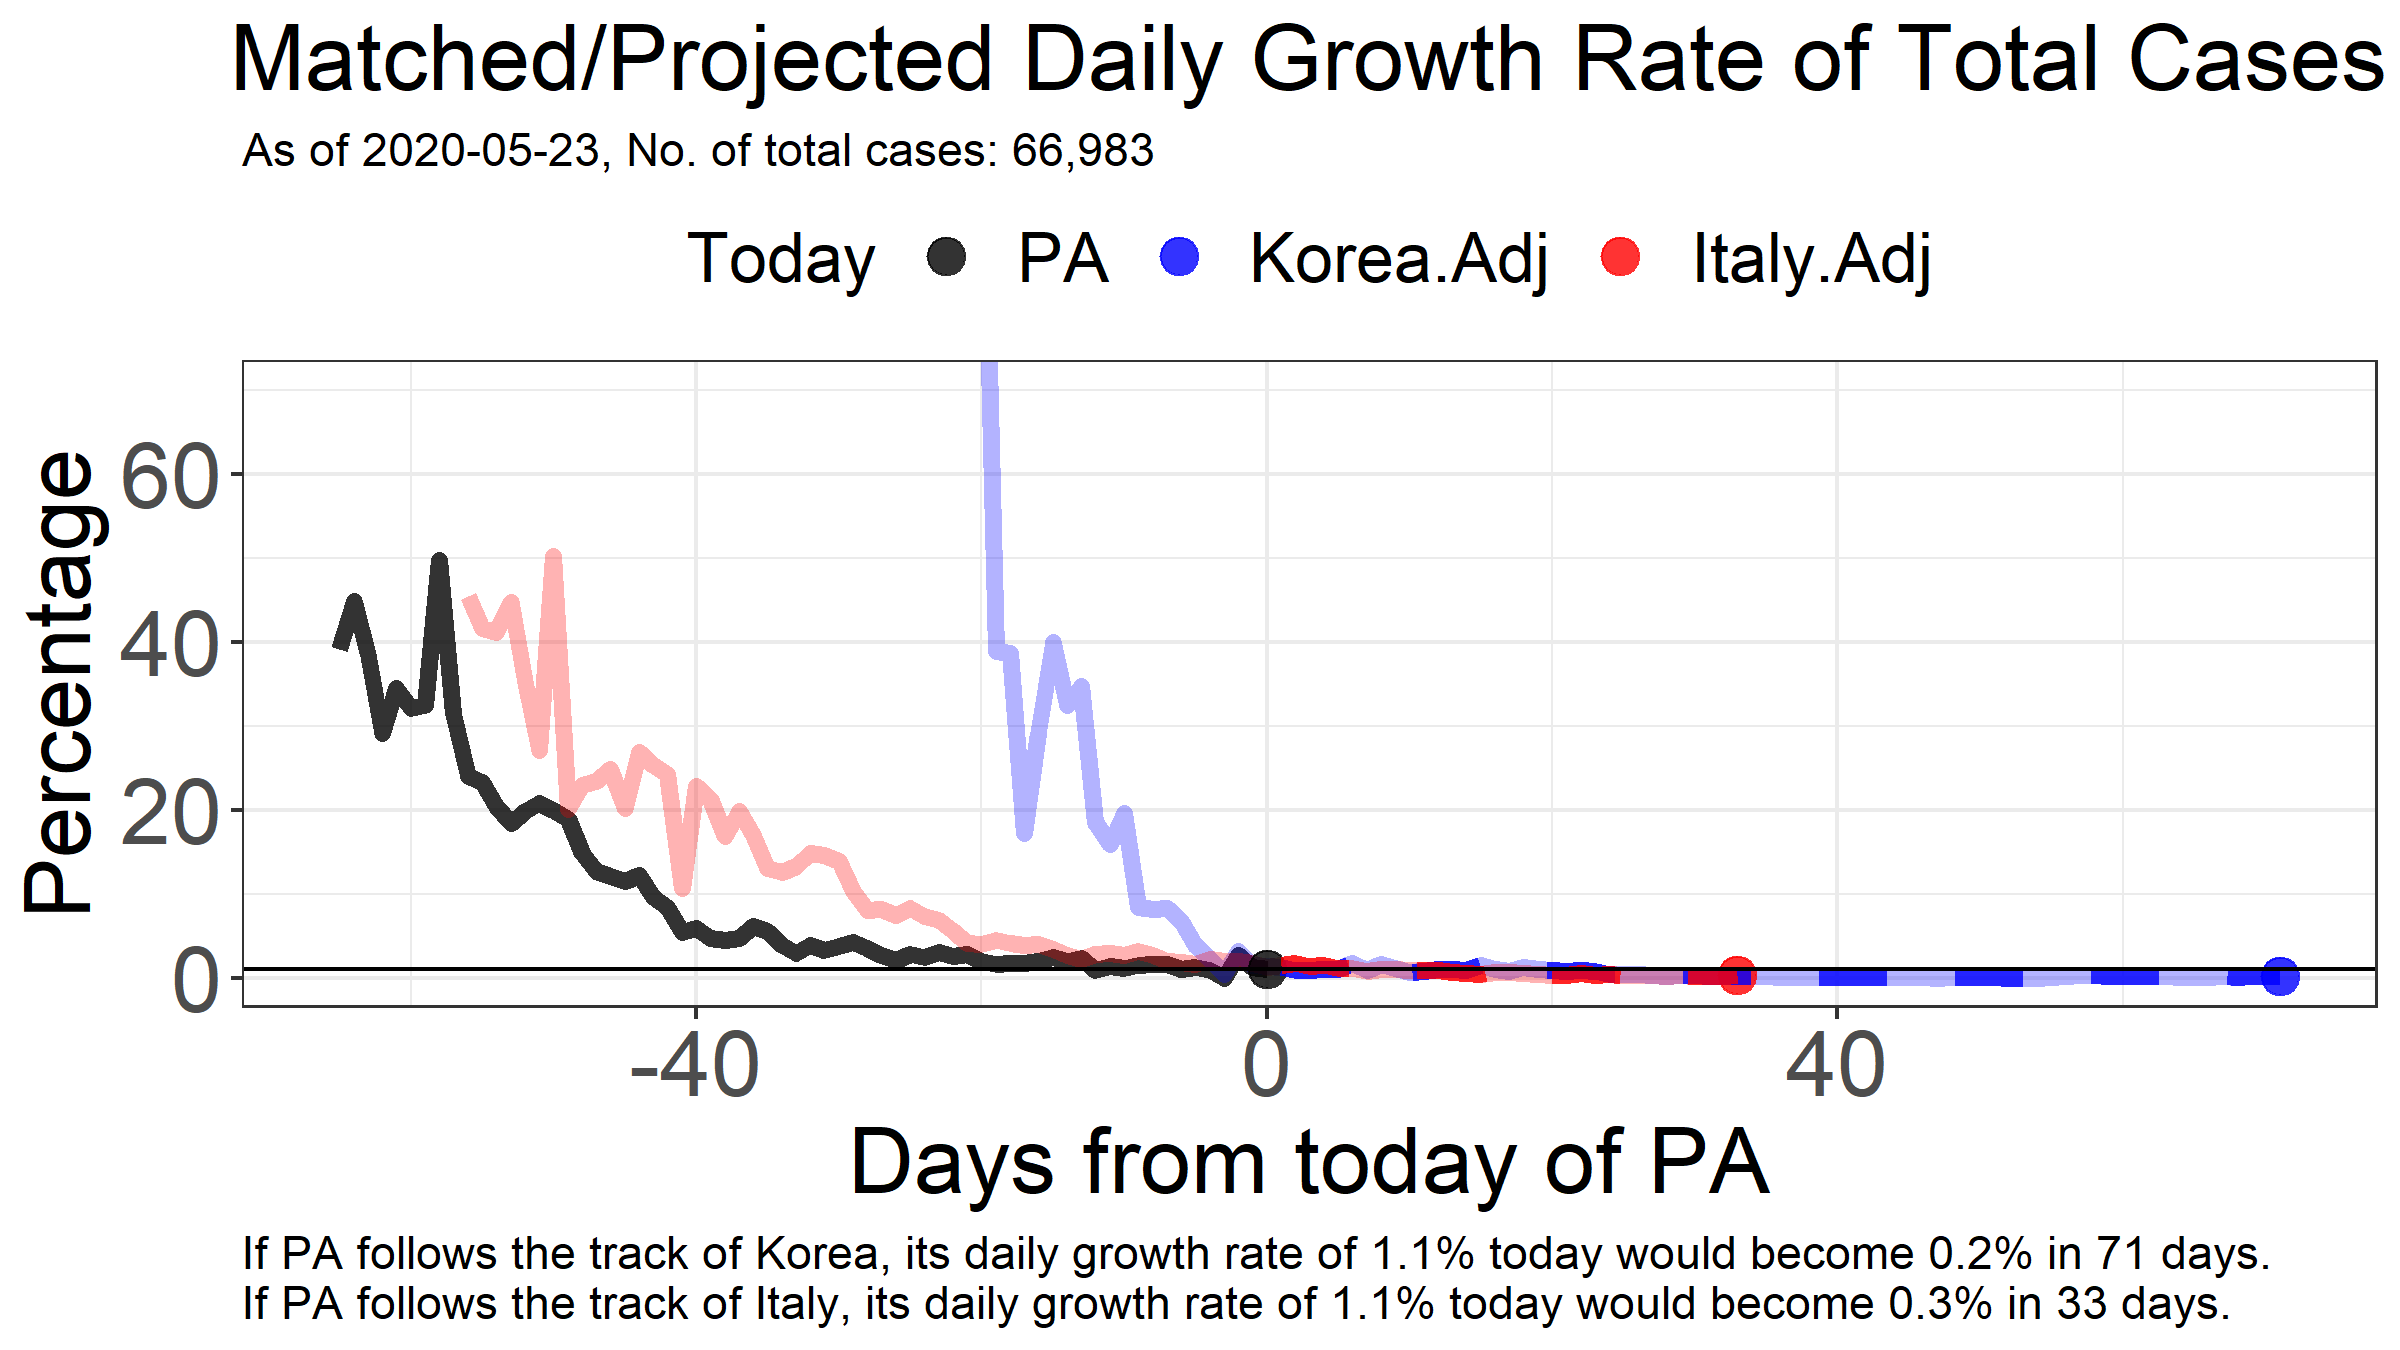 Matched/Projected Daily Growth Rate of Total Cases
As of 2020-05-23, No. of total cases: 66,983
Today PA Korea.Adj Italy.Adj
Percentage
60
40
20
0
-40 0 40
Days from today of PA
If PA follows the track of Korea, its daily growth rate of 1.1% today would become 0.2% in 71 days.
If PA follows the track of Italy, its daily growth rate of 1.1% today would become 0.3% in 33 days.